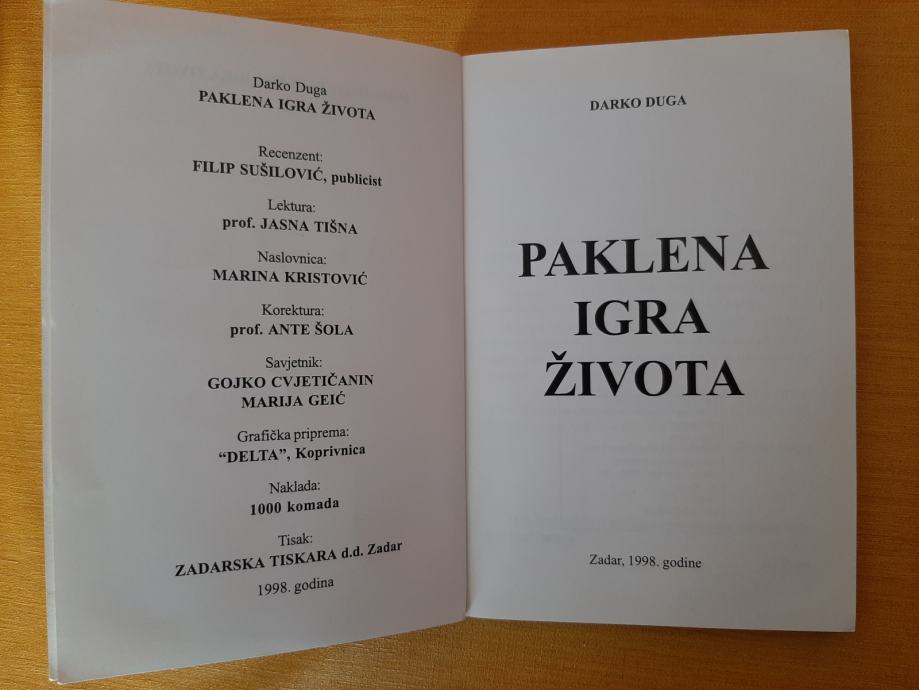 Darko Duga
PAKLENA IGRA ŽIVOTA
Recenzent:
FILIP SUŠILOVIĆ, publicist
Lektura:
prof. JASNA TIŠNA
Naslovnica:
MARINA KRISTOVIĆ
Korektura:
prof. ANTE ŠOLA
Savjetnik:
GOJKO CVJETIČANIN
MARIJA GEIĆ
Grafička priprema:
“DELTA”, Koprivnica
Naklada:
1000 komada
Tisak:
ZADARSKA TISKARA d.d. Zadar
1998. godina
DARKO DUGA
PAKLENA
IGRA
ŽIVOTA
Zadar, 1998. godine